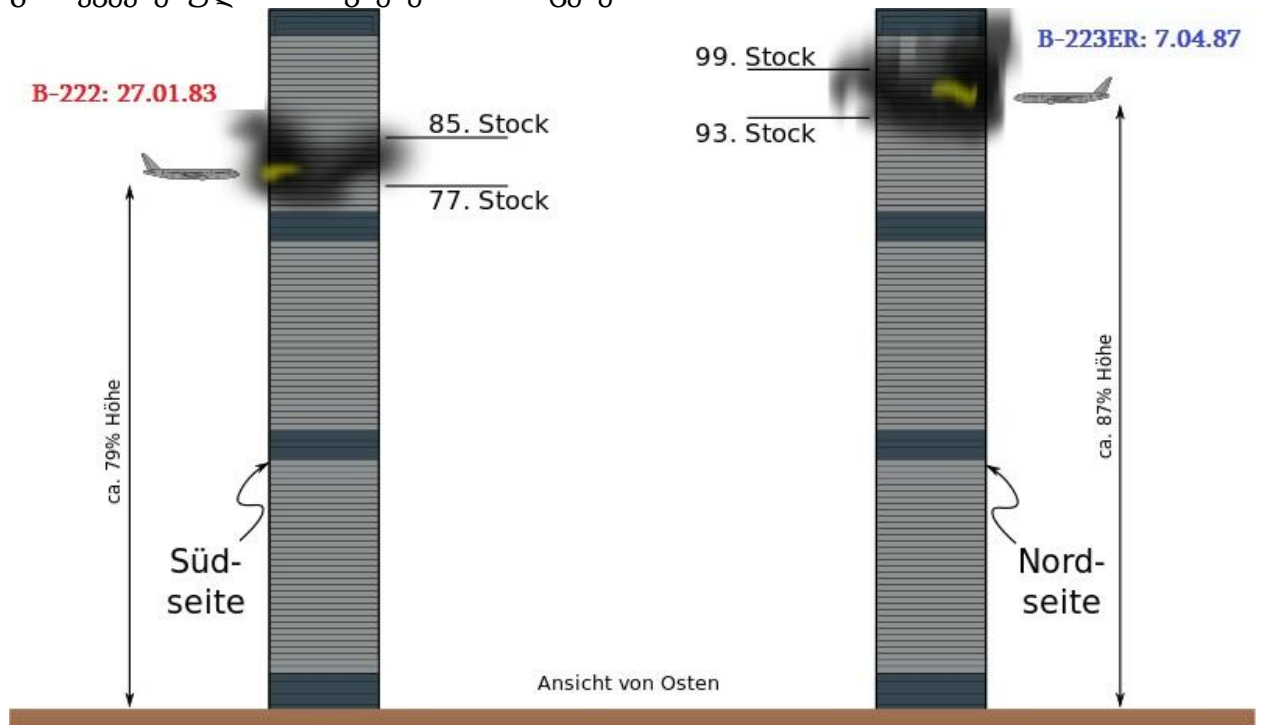 B-223ER: 7.04.87
99. Stock
B-222: 27.01.83
85. Stock
93. Stock
77. Stock
ca. 79% Höhe
ca. 87% Höhe
Süd-
seite
Nord-
seite
Ansicht von Osten